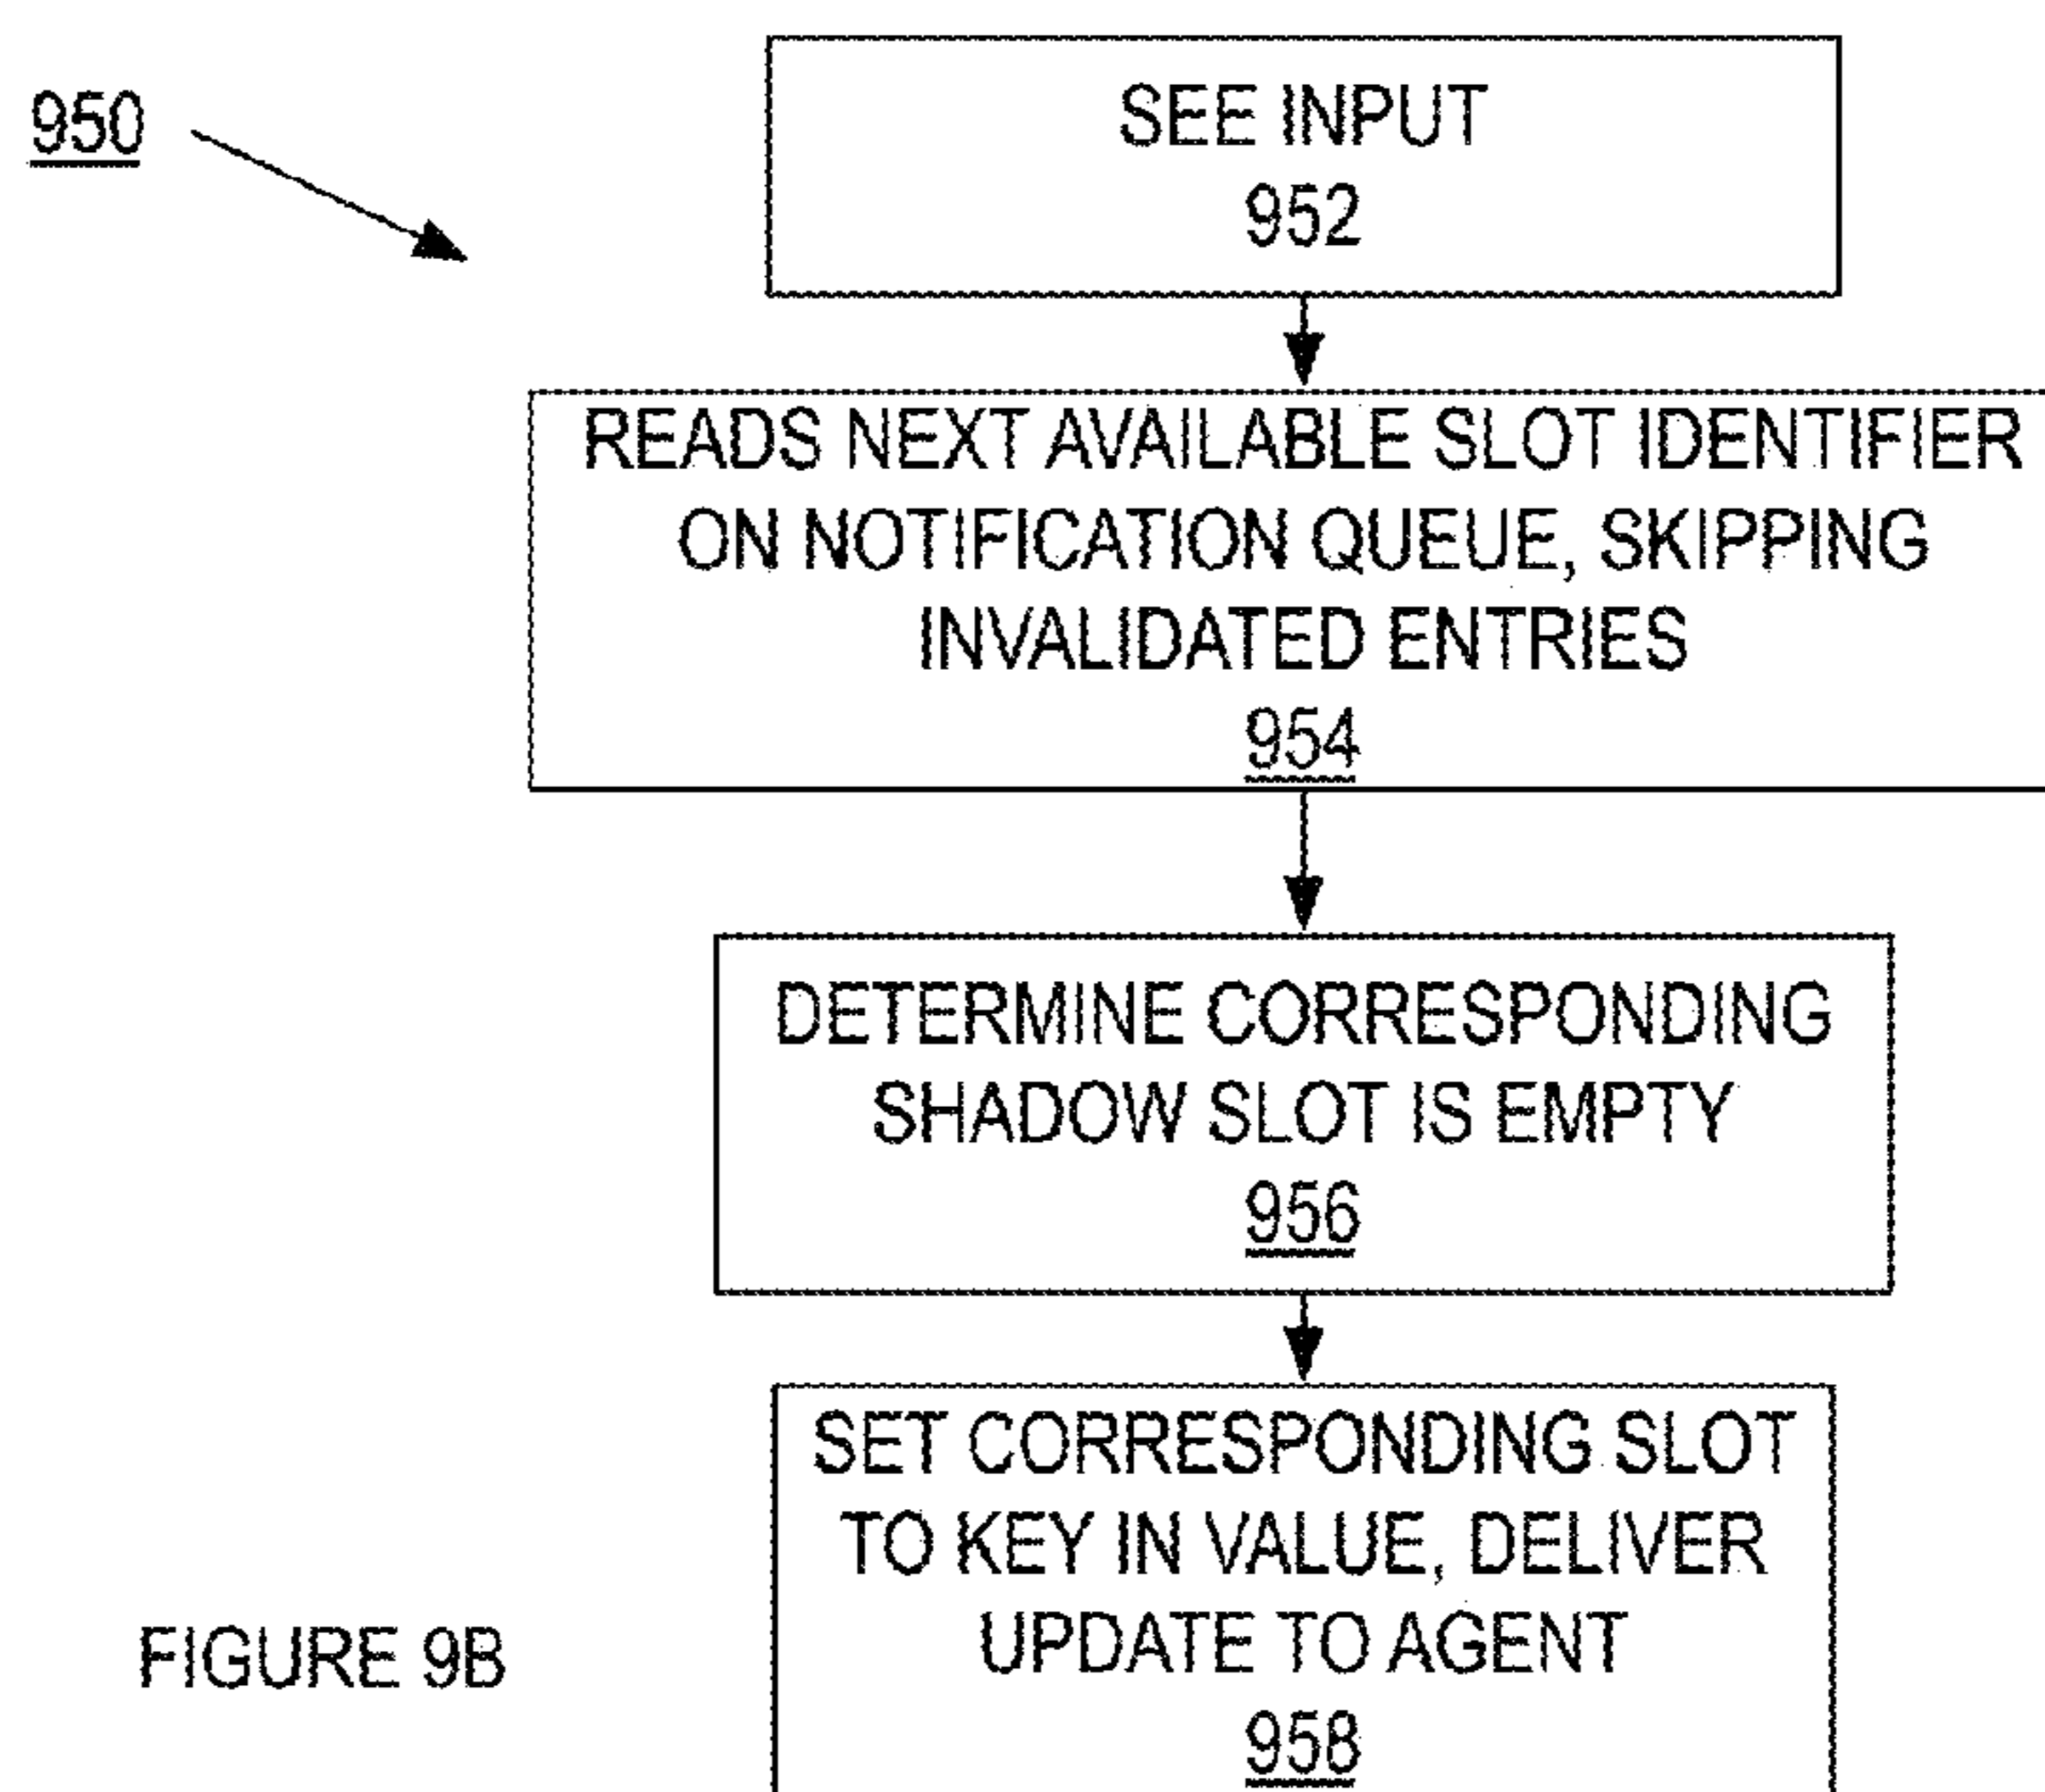 950
SEE INPUT
952
READS NEXT AVAILABLE SLOT IDENTIFIER
ON NOTIFICATION QUEUE, SKIPPING
INVALIDATED ENTRIES
954
DETERMINE CORRESPONDING
SHADOW SLOT IS EMPTY
956
SET CORRESPONDING SLOT
TO KEY IN VALUE, DELIVER
UPDATE TO AGENT
958
FIGURE 9B